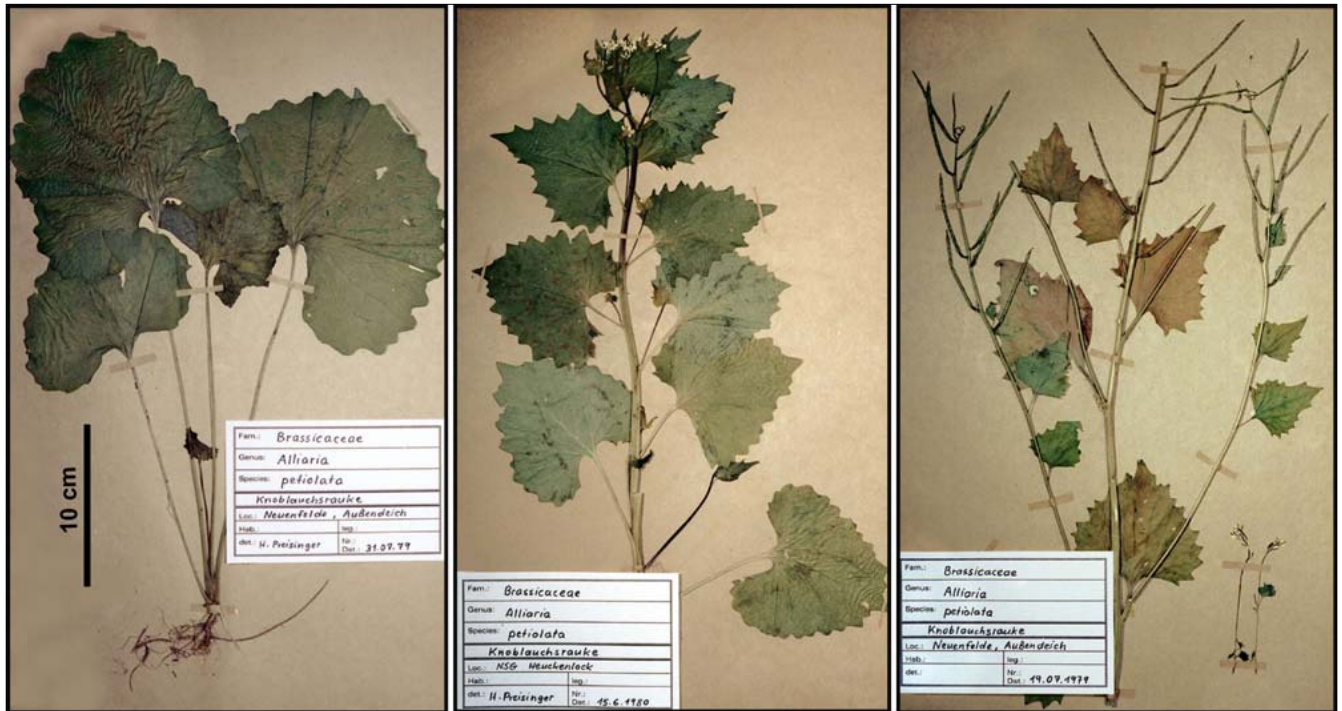 10 cm
Fam.: Brassicaceae
Genus: Alliaria
Species: petiolata
Knoblauchsrauke
Loc.: Neuenfelde, Außendeich
Hab.: leg.:
det.: H. Preisinger Nr.:
Dat.: 31.07.79
Fam.: Brassicaceae
Genus: Alliaria
Species: petiolata
Knoblauchsrauke
Loc.: NSG Heuckenlock
Hab.: leg.:
det.: H. Preisinger Nr.:
Dat.: 15.6.1980
Fam.: Brassicaceae
Genus: Alliaria
Species: petiolata
Knoblauchsrauke
Loc.: Neuenfelde, Außendeich
Hab.: leg.:
det.: H. Preisinger Nr.:
Dat.: 19.07.1979